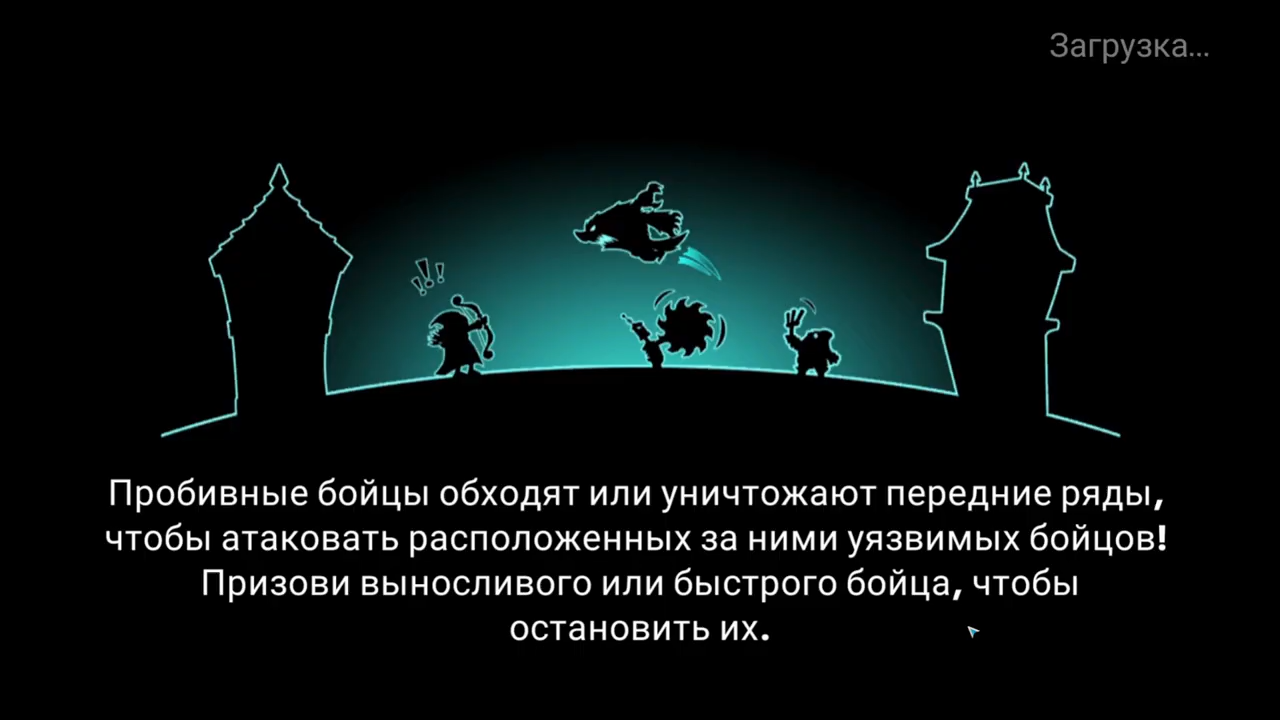 Загрузка...
!!!
Пробивные бойцы обходят или уничтожают передние ряды,
чтобы атаковать расположенных за ними уязвимых бойцов!
Призови выносливого или быстрого бойца, чтобы
остановить их.